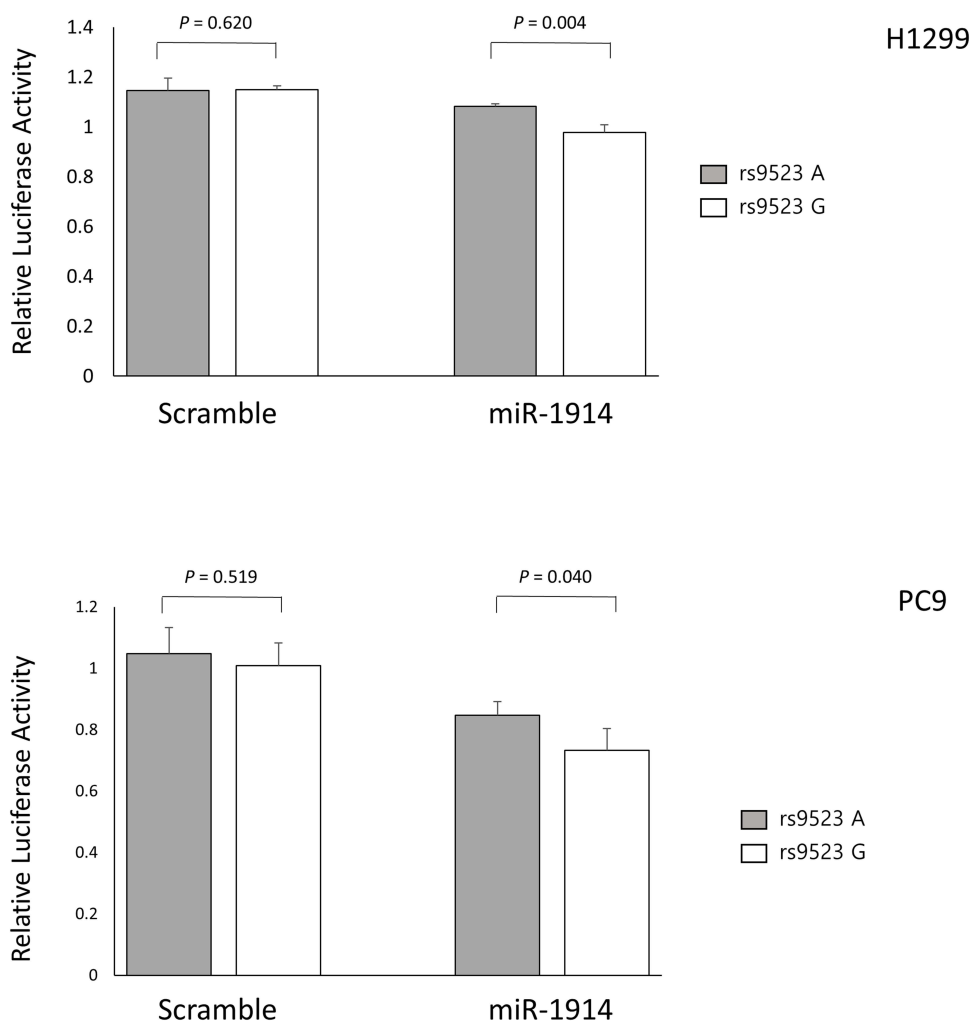 P = 0.620
P = 0.004
H1299
Relative Luciferase Activity
1.4
1.2
1
0.8
0.6
0.4
0.2
0
rs9523 A
rs9523 G
Scramble
miR-1914
P = 0.519
P = 0.040
PC9
Relative Luciferase Activity
1.2
1
0.8
0.6
0.4
0.2
0
rs9523 A
rs9523 G
Scramble
miR-1914